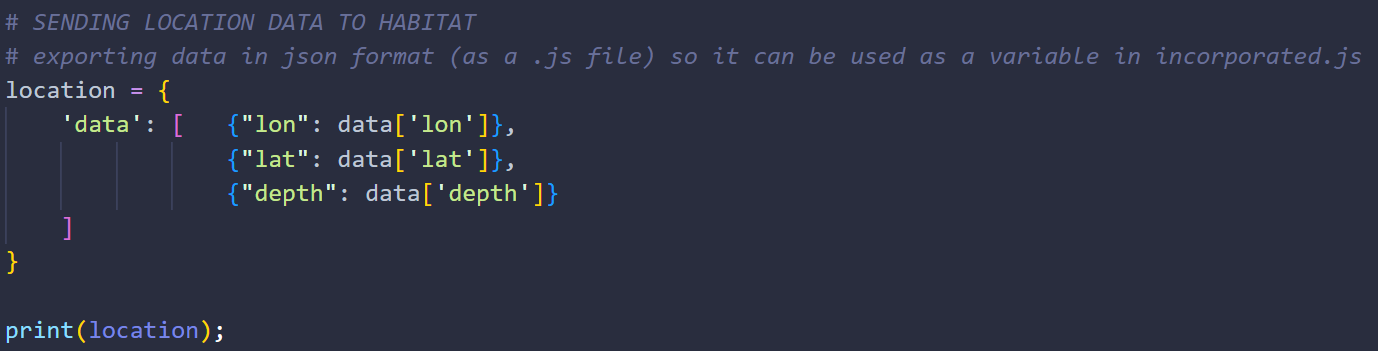 # SENDING LOCATION DATA TO HABITAT
# exporting data in json format (as a .js file) so it can be used as a variable in incorporated.js
location = {
    'data': [   {"lon": data['lon']},
                {"lat": data['lat']},
                {"depth": data['depth']}
    ]
}

print(location);